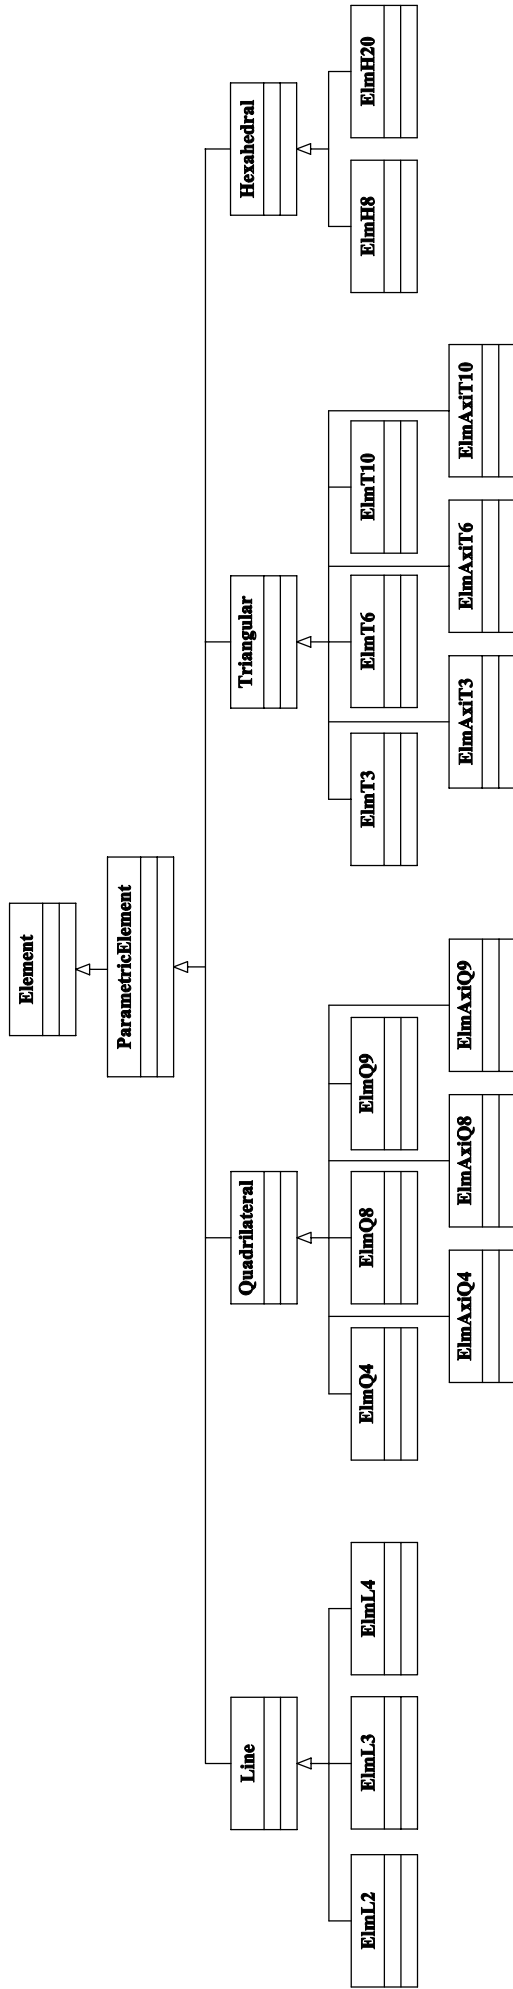 Element
ParametricElement
Line
Quadrilateral
Triangular
Hexahedral
ElmL2
ElmL3
ElmL4
ElmQ4
ElmQ8
ElmQ9
ElmT3
ElmT6
ElmT10
ElmH8
ElmH20
ElmAxiQ4
ElmAxiQ8
ElmAxiQ9
ElmAxiT3
ElmAxiT6
ElmAxiT10